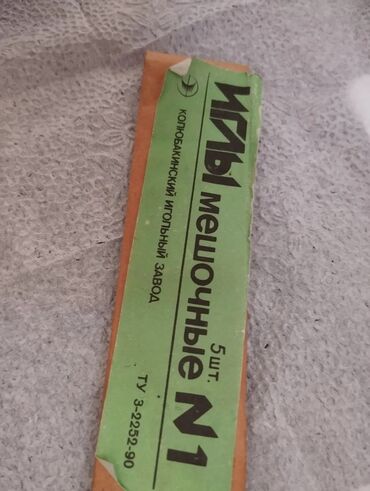 ИГЛЫ мешочные N1
5 шт.
КОЛЮБАКИНСКИЙ ИГОЛЬНЫЙ ЗАВОД
ТУ 3-2252-90